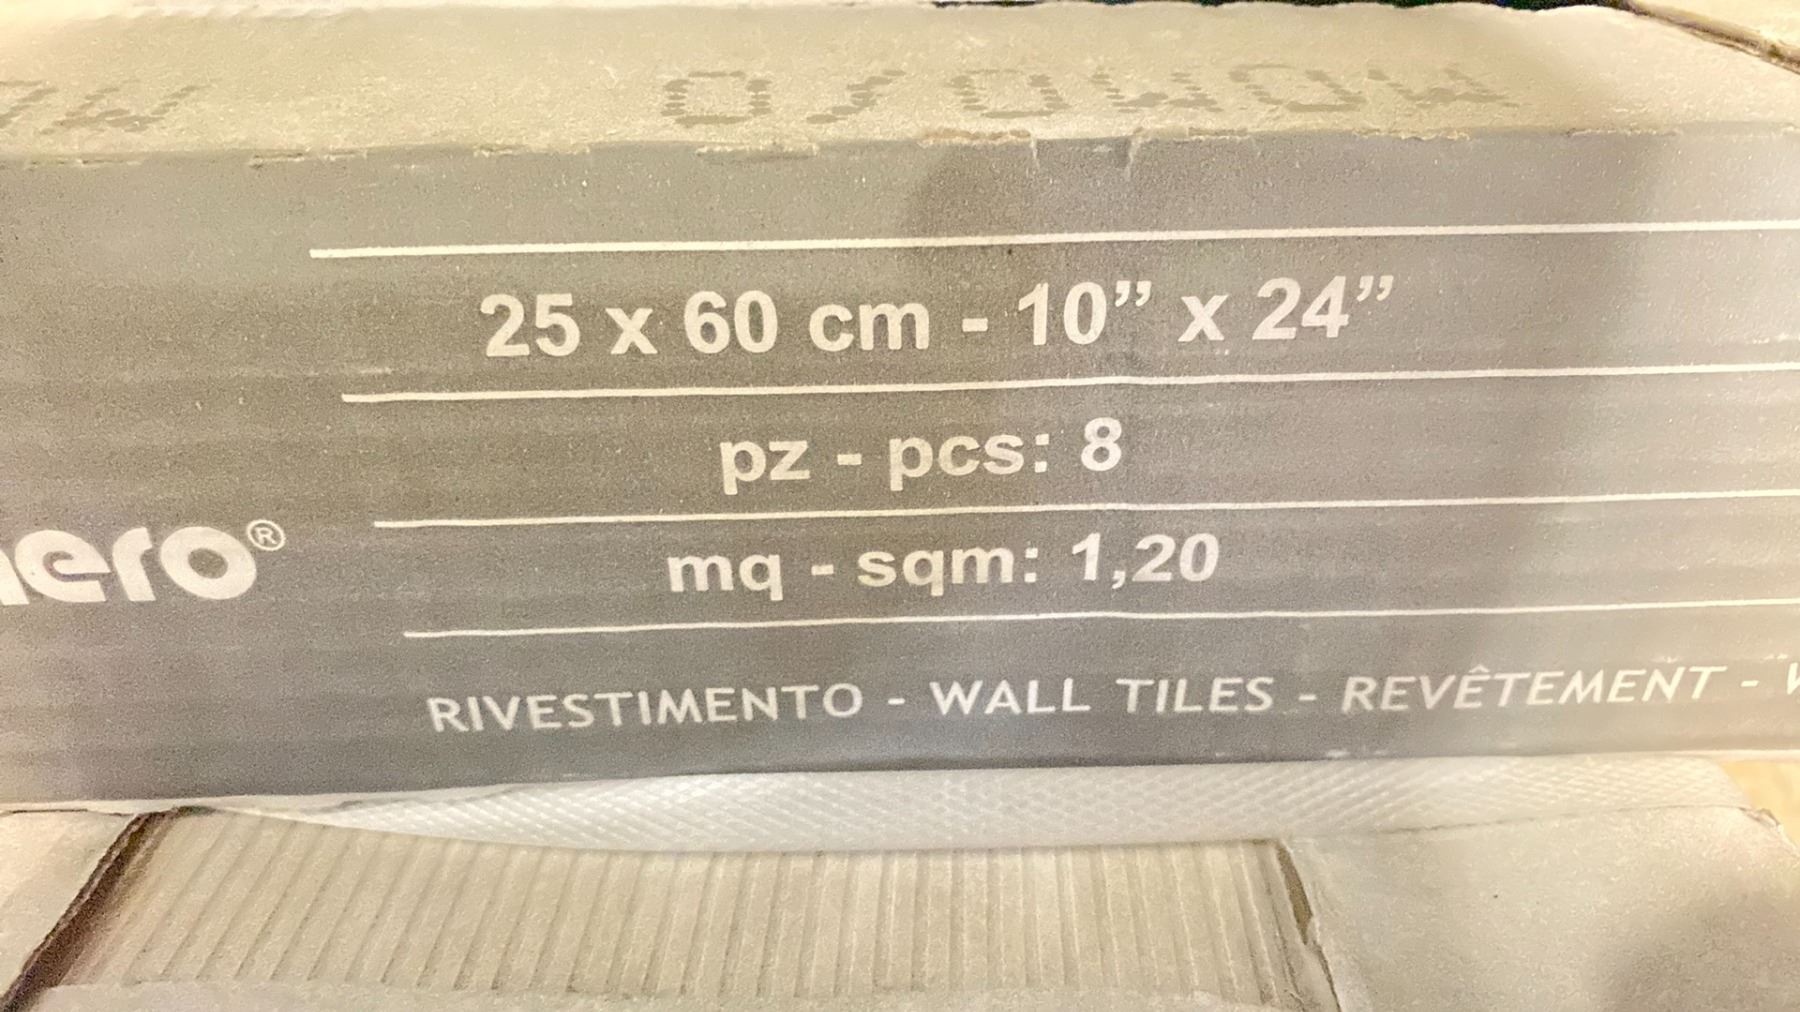 25 x 60 cm - 10” x 24”
pz - pcs: 8
mq - sqm: 1,20
RIVESTIMENTO - WALL TILES - REVÊTEMENT -